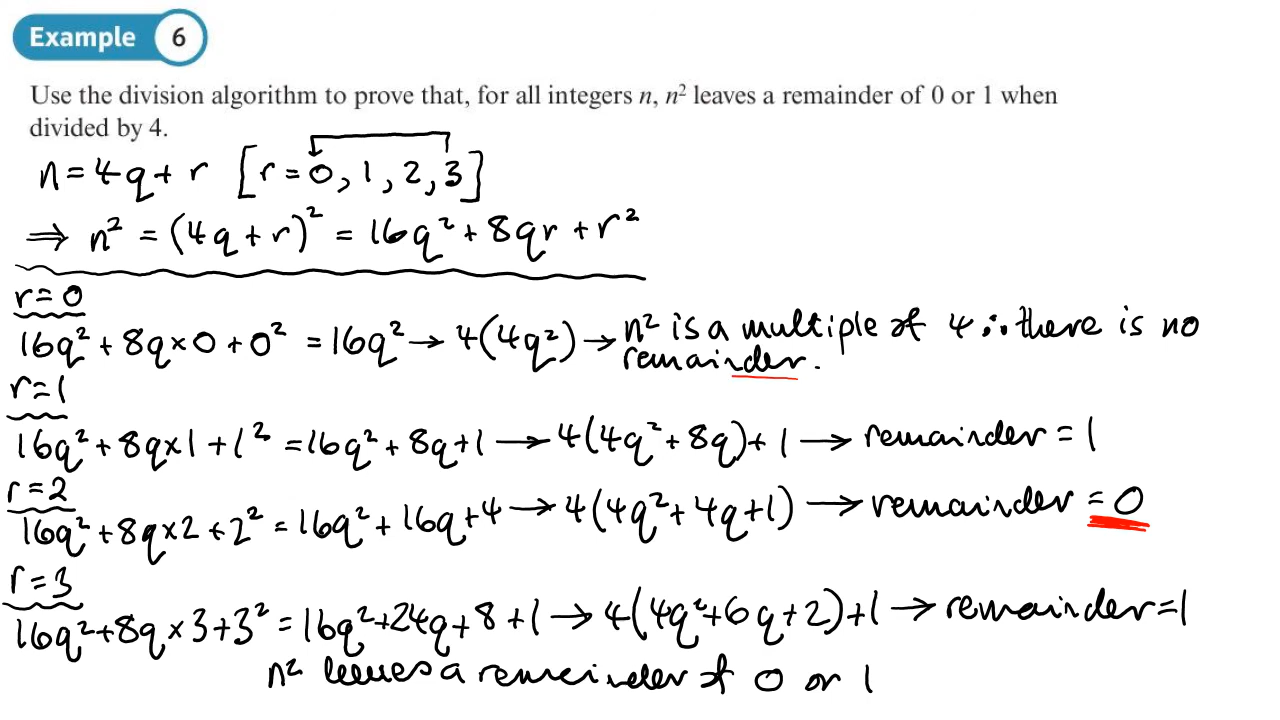 Example 6
Use the division algorithm to prove that, for all integers n, n² leaves a remainder of 0 or 1 when
divided by 4.
n = 4q + r [r = 0, 1, 2, 3]
⇒ n² = (4q + r)² = 16q² + 8qr + r²
r = 0
16q² + 8q × 0 + 0² = 16q² → 4(4q²) → n² is a multiple of 4 ∴ there is no
remainder.
r = 1
16q² + 8q × 1 + 1² = 16q² + 8q + 1 → 4(4q² + 8q) + 1 → remainder = 1
r = 2
16q² + 8q × 2 + 2² = 16q² + 16q + 4 → 4(4q² + 4q + 1) → remainder = 0
r = 3
16q² + 8q × 3 + 3² = 16q² + 24q + 8 + 1 → 4(4q² + 6q + 2) + 1 → remainder = 1
n² leaves a remainder of 0 or 1